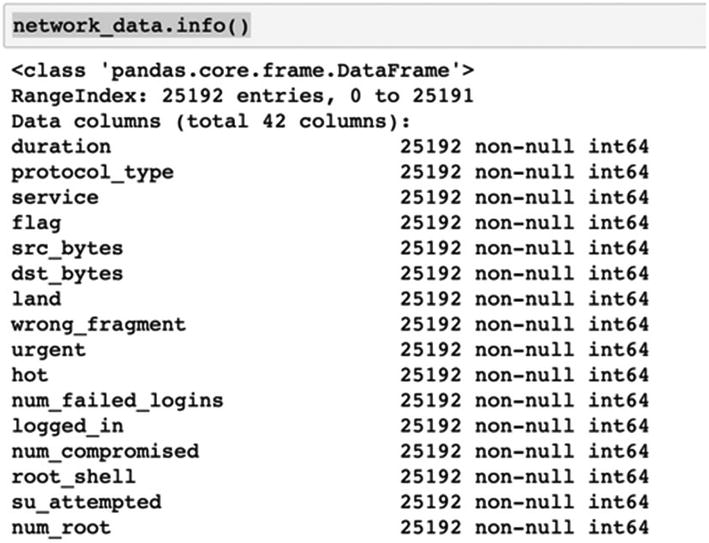 network_data.info()
<class 'pandas.core.frame.DataFrame'>
RangeIndex: 25192 entries, 0 to 25191
Data columns (total 42 columns):
duration 25192 non-null int64
protocol_type 25192 non-null int64
service 25192 non-null int64
flag 25192 non-null int64
src_bytes 25192 non-null int64
dst_bytes 25192 non-null int64
land 25192 non-null int64
wrong_fragment 25192 non-null int64
urgent 25192 non-null int64
hot 25192 non-null int64
num_failed_logins 25192 non-null int64
logged_in 25192 non-null int64
num_compromised 25192 non-null int64
root_shell 25192 non-null int64
su_attempted 25192 non-null int64
num_root 25192 non-null int64